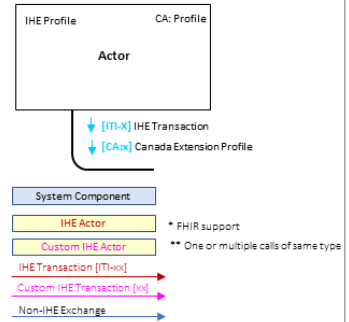 IHE Profile CA: Profile
Actor
[ITI-X] IHE Transaction
[CA:x] Canada Extension Profile
System Component
IHE Actor * FHIR support
Custom IHE Actor ** One or multiple calls of same type
IHE Transaction [ITI-xx]
Custom IHE Transaction [xx]
Non-IHE Exchange